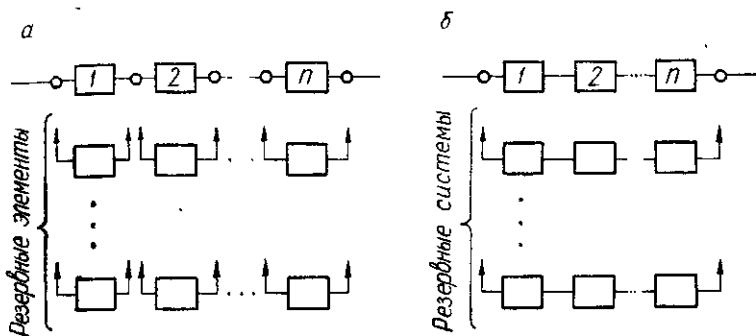 а
1 2 n
Резервные элементы
б
1 2 n
Резервные системы